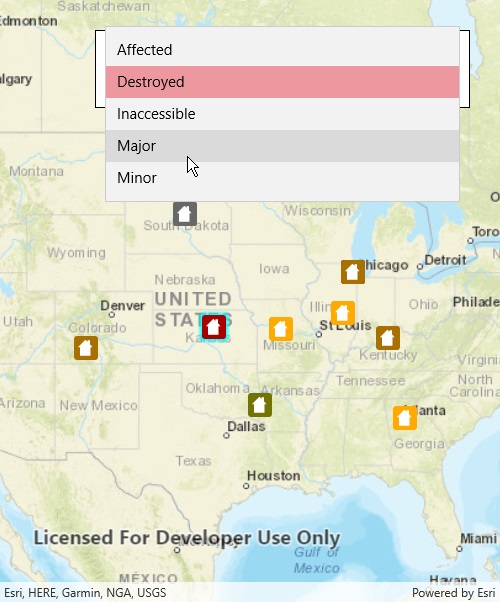 Saskatchewan
Edmonton
Affected
Destroyed
algary
Inaccessible
Major
Minor
Montana
Wisconsin
South Dakota
Toro
Wyoming
Iowa
Chicago
Detroit
Nebraska
UNITED
STATES
Denver
Illin
Ohio
Philade
Utah
Colorado
St Louis
Missouri
Kentucky
Virginia
Tennessee
North
Carolina
Oklahoma
Arkansas
Arizona
New Mexico
lanta
Dallas
Georgia
Texas
Houston
Licensed For Developer Use Only
Monterrey
Miami
Gulf of
Mexico
MÉXICO
Havana
Esri, HERE, Garmin, NGA, USGS
Powered by Esri